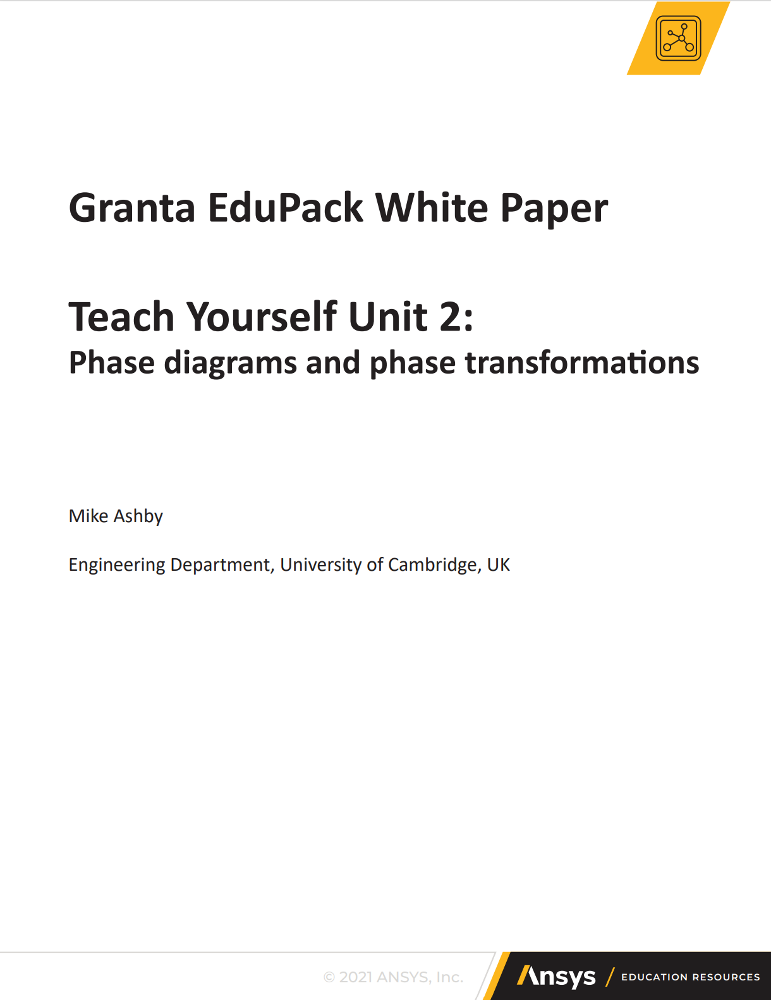 Granta EduPack White Paper
Teach Yourself Unit 2:
Phase diagrams and phase transformations
Mike Ashby
Engineering Department, University of Cambridge, UK
© 2021 ANSYS, Inc.
Ansys / EDUCATION RESOURCES